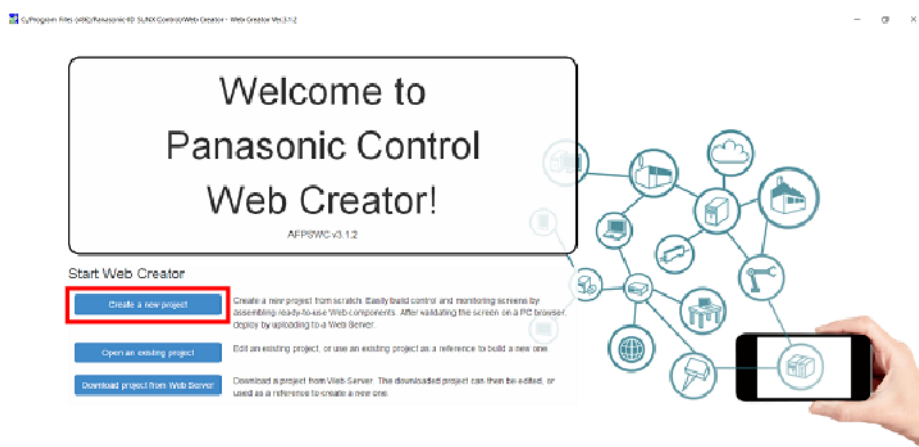 C:/Program Files (x86)/Panasonic-ID SUNX Control/Web Creator - Web Creator Ver.3.1.2
Welcome to
Panasonic Control
Web Creator!
AFPSWC v3.1.2
Start Web Creator
Create a new project
Create a new project from scratch. Easily build control and monitoring screens by
assembling ready-to-use Web components. After validating the screen on a PC browser,
deploy by uploading to a Web Server.
Open an existing project
Edit an existing project, or use an existing project as a reference to build a new one.
Download project from Web Server
Download a project from Web Server. The downloaded project can then be edited, or
used as a reference to create a new one.